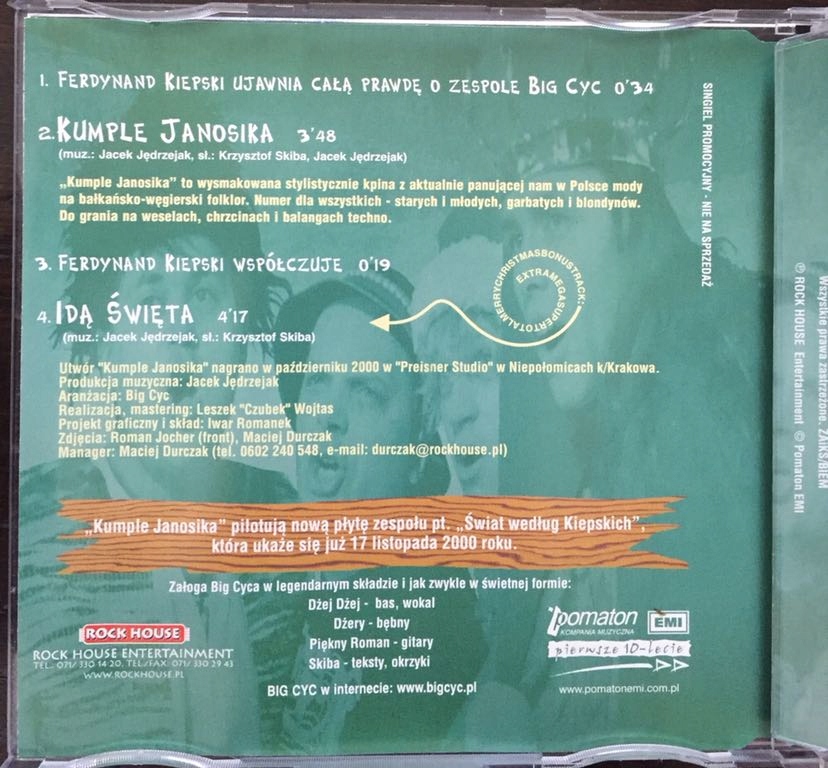 1. FERDYNAND KIEPSKI UJAWNIA CAŁĄ PRAWDĘ O ZESPOLE BIG CYC 0'34
2. KUMPLE JANOSIKA 3'48
(muz.: Jacek Jędrzejak, sł.: Krzysztof Skiba, Jacek Jędrzejak)
„Kumple Janosika" to wysmakowana stylistycznie kpina z aktualnie panującej nam w Polsce mody
na bałkańsko-węgierski folklor. Numer dla wszystkich - starych i młodych, garbatych i blondynów.
Do grania na weselach, chrzcinach i balangach techno.
3. FERDYNAND KIEPSKI WSPÓŁCZUJE 0'19
EXTRAMEGASUPERTOTALMERRYCHRISTMASBONUSTRACK:
4. IDĄ ŚWIĘTA 4'17
(muz.: Jacek Jędrzejak, sł.: Krzysztof Skiba)
Utwór "Kumple Janosika" nagrano w październiku 2000 w "Preisner Studio" w Niepołomicach k/Krakowa.
Produkcja muzyczna: Jacek Jędrzejak
Aranżacja: Big Cyc
Realizacja, mastering: Leszek "Czubek" Wojtas
Projekt graficzny i skład: Iwar Romanek
Zdjęcia: Roman Jocher (front), Maciej Durczak
Manager: Maciej Durczak (tel. 0602 240 548, e-mail: durczak@rockhouse.pl)
„Kumple Janosika" pilotują nową płytę zespołu pt. „Świat według Kiepskich",
która ukaże się już 17 listopada 2000 roku.
Załoga Big Cyca w legendarnym składzie i jak zwykle w świetnej formie:
Dżej Dżej - bas, wokal
Dżery - bębny
Piękny Roman - gitary
Skiba - teksty, okrzyki
BIG CYC w internecie: www.bigcyc.pl
ROCK HOUSE
ROCK HOUSE ENTERTAINMENT
TEL.: 071/ 330 14 20, TEL./FAX: 071/ 330 29 43
WWW.ROCKHOUSE.PL
pomaton EMI
KOMPANIA MUZYCZNA
pierwsze 10-lecie
www.pomatonemi.com.pl
SINGIEL PROMOCYJNY - NIE NA SPRZEDAŻ
℗ ROCK HOUSE Entertainment © Pomaton EMI
Wszystkie prawa zastrzeżone. ZAIKS/BIEM